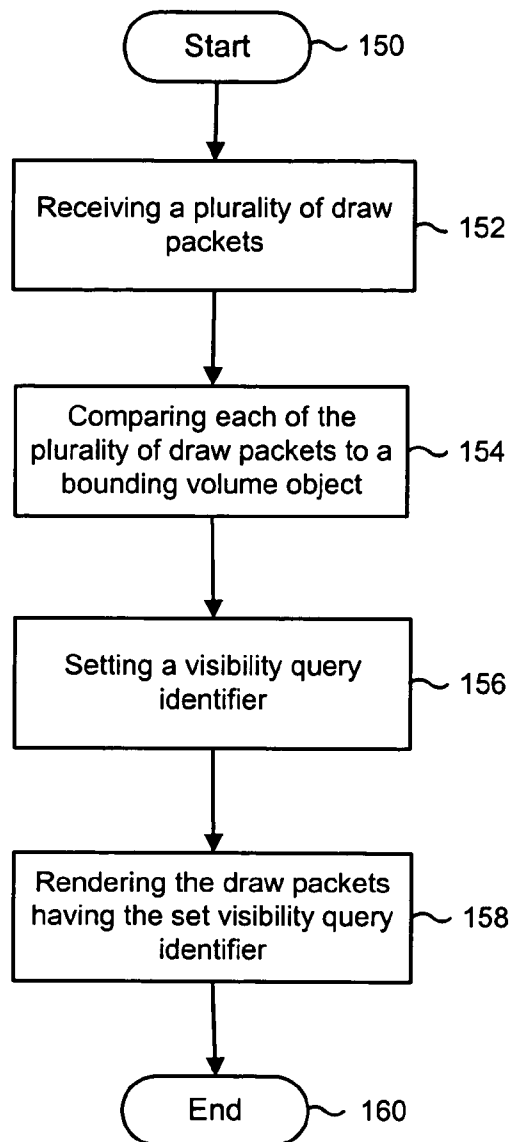 Start
150
Receiving a plurality of draw
packets
152
Comparing each of the
plurality of draw packets to a
bounding volume object
154
Setting a visibility query
identifier
156
Rendering the draw packets
having the set visibility query
identifier
158
End
160